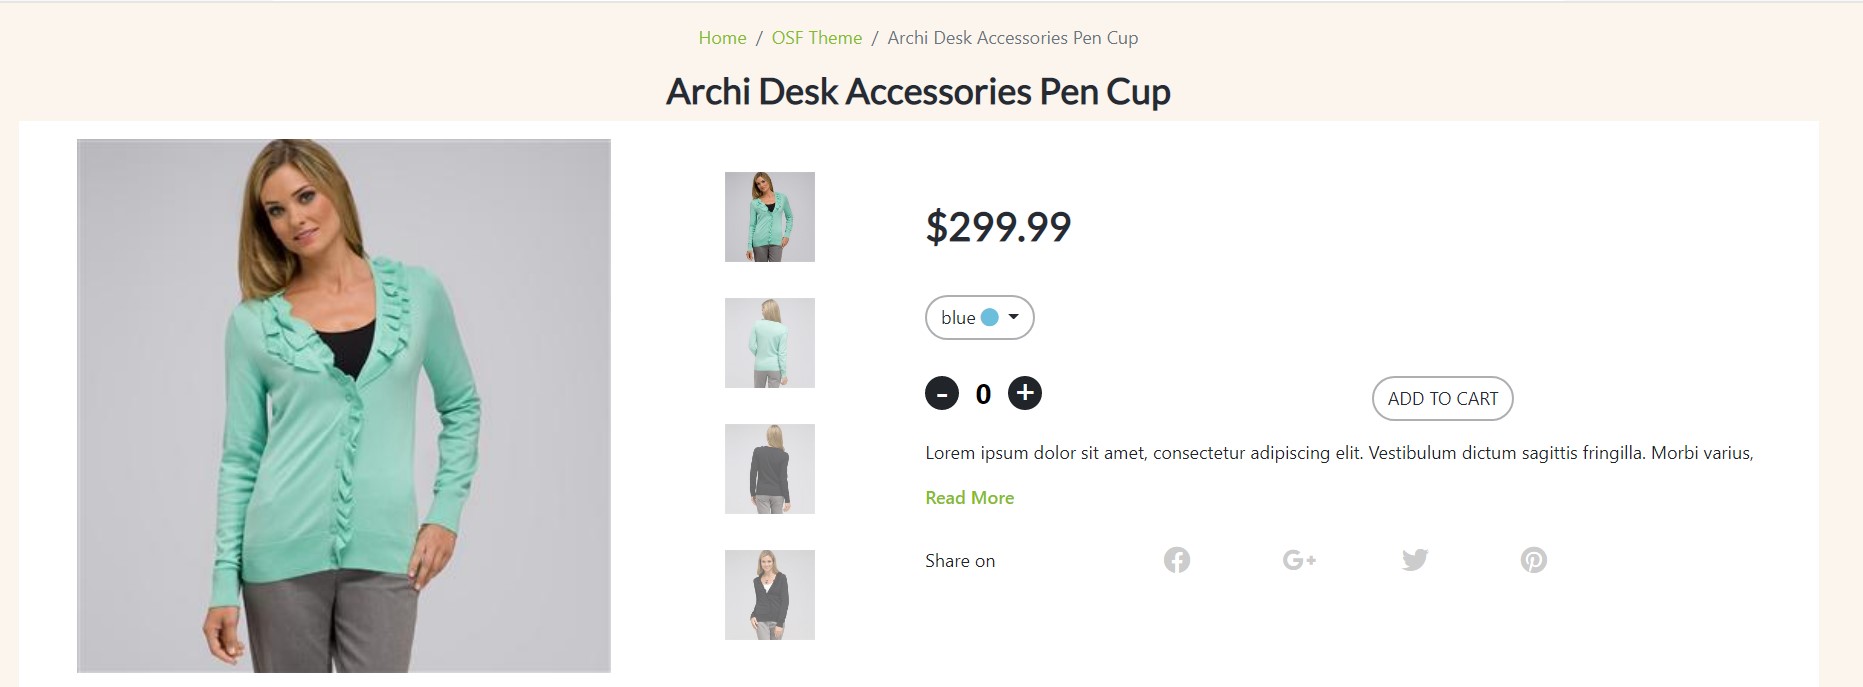 Home / OSF Theme / Archi Desk Accessories Pen Cup
Archi Desk Accessories Pen Cup
$299.99
blue
- 0 +
ADD TO CART
Lorem ipsum dolor sit amet, consectetur adipiscing elit. Vestibulum dictum sagittis fringilla. Morbi varius,
Read More
Share on
G+